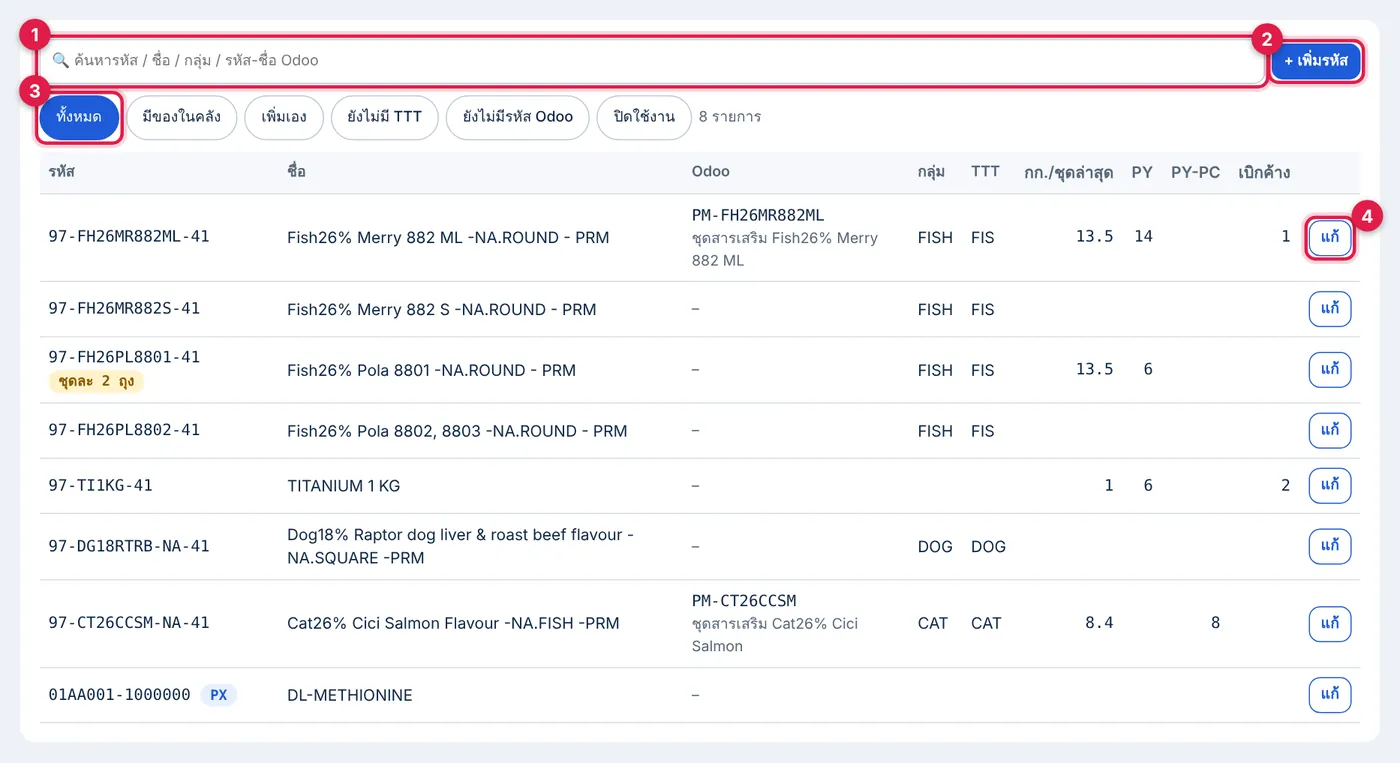 1
🔍 ค้นหารหัส / ชื่อ / กลุ่ม / รหัส-ชื่อ Odoo
2
+ เพิ่มรหัส
3
ทั้งหมด มีของในคลัง เพิ่มเอง ยังไม่มี TTT ยังไม่มีรหัส Odoo ปิดใช้งาน 8 รายการ
รหัส ชื่อ Odoo กลุ่ม TTT กก./ชุดล่าสุด PY PY-PC เบิกค้าง
97-FH26MR882ML-41 Fish26% Merry 882 ML -NA.ROUND - PRM PM-FH26MR882ML
ชุดสารเสริม Fish26% Merry
882 ML
FISH FIS 13.5 14 1 แก้
4
97-FH26MR882S-41 Fish26% Merry 882 S -NA.ROUND - PRM – FISH FIS แก้
97-FH26PL8801-41
ชุดละ 2 ถุง
Fish26% Pola 8801 -NA.ROUND - PRM – FISH FIS 13.5 6 แก้
97-FH26PL8802-41 Fish26% Pola 8802, 8803 -NA.ROUND - PRM – FISH FIS แก้
97-TI1KG-41 TITANIUM 1 KG – 1 6 2 แก้
97-DG18RTRB-NA-41 Dog18% Raptor dog liver & roast beef flavour -
NA.SQUARE -PRM
– DOG DOG แก้
97-CT26CCSM-NA-41 Cat26% Cici Salmon Flavour -NA.FISH -PRM PM-CT26CCSM
ชุดสารเสริม Cat26% Cici
Salmon
CAT CAT 8.4 8 แก้
01AA001-1000000 PX DL-METHIONINE – แก้